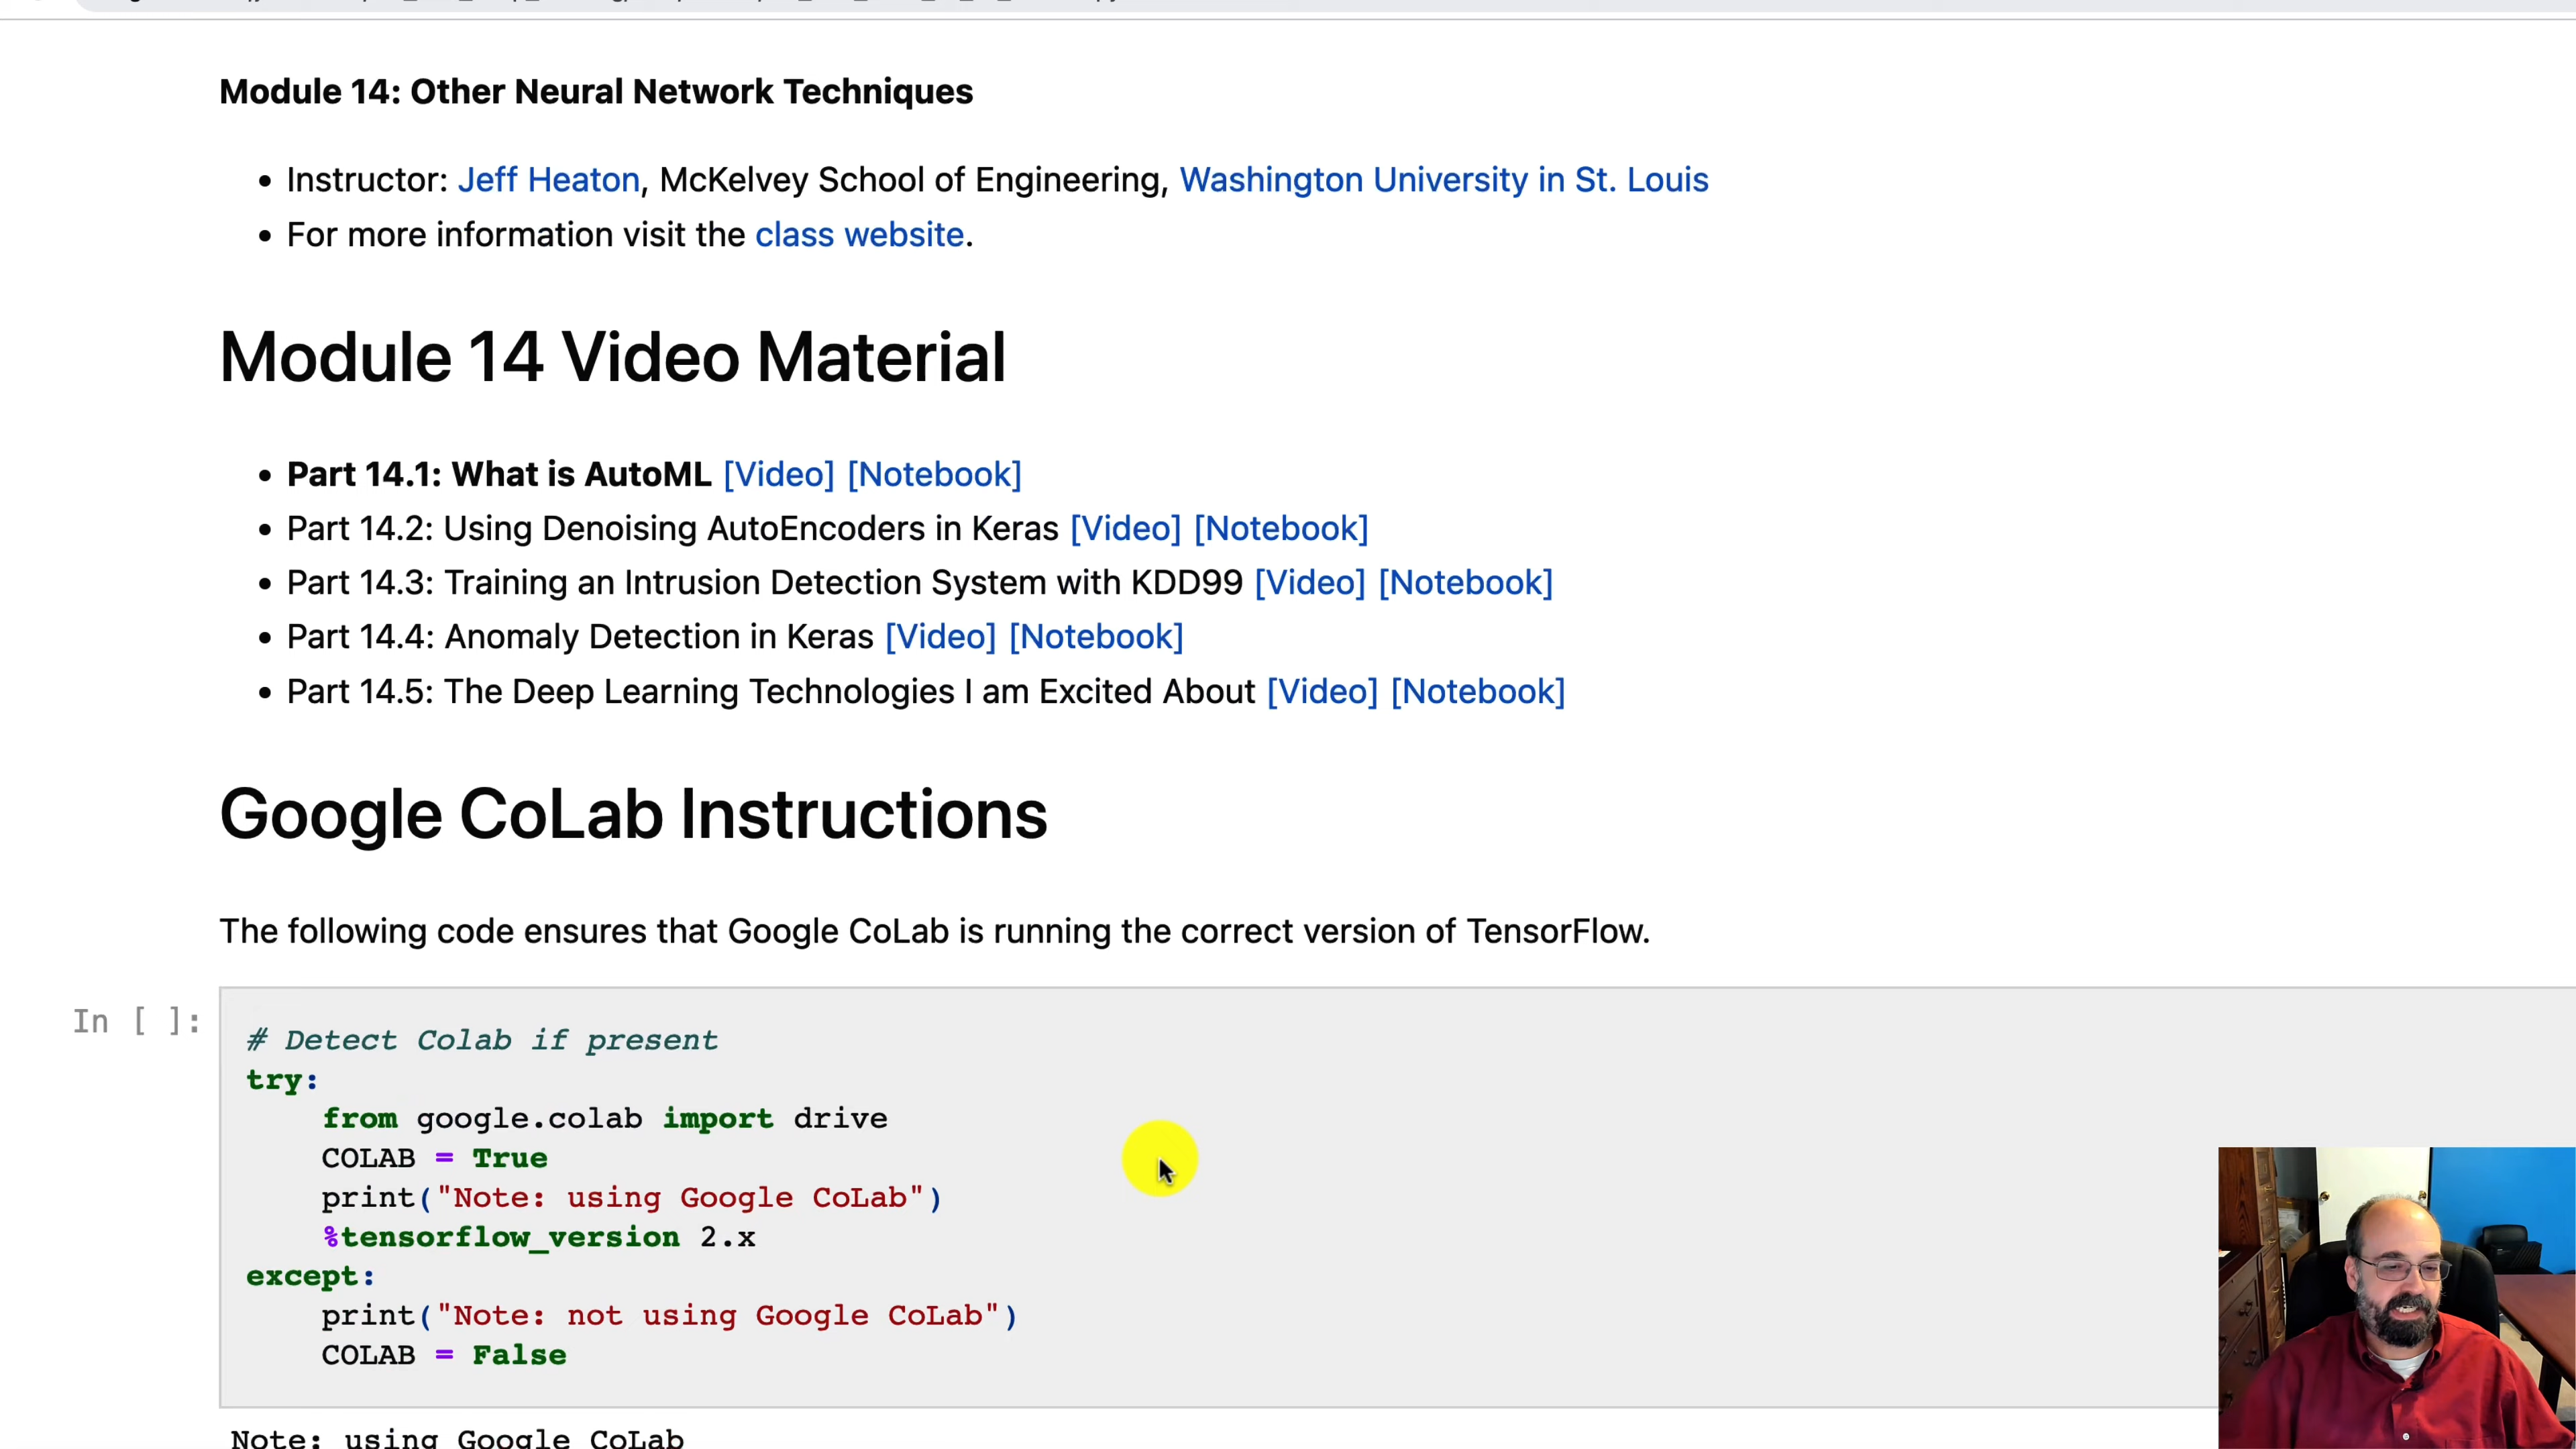 Module 14: Other Neural Network Techniques
• Instructor: Jeff Heaton, McKelvey School of Engineering, Washington University in St. Louis
• For more information visit the class website.
Module 14 Video Material
• Part 14.1: What is AutoML [Video] [Notebook]
• Part 14.2: Using Denoising AutoEncoders in Keras [Video] [Notebook]
• Part 14.3: Training an Intrusion Detection System with KDD99 [Video] [Notebook]
• Part 14.4: Anomaly Detection in Keras [Video] [Notebook]
• Part 14.5: The Deep Learning Technologies I am Excited About [Video] [Notebook]
Google CoLab Instructions
The following code ensures that Google CoLab is running the correct version of TensorFlow.
In [ ]:
# Detect Colab if present
try:
    from google.colab import drive
    COLAB = True
    print("Note: using Google CoLab")
    %tensorflow_version 2.x
except:
    print("Note: not using Google CoLab")
    COLAB = False
Note: using Google CoLab